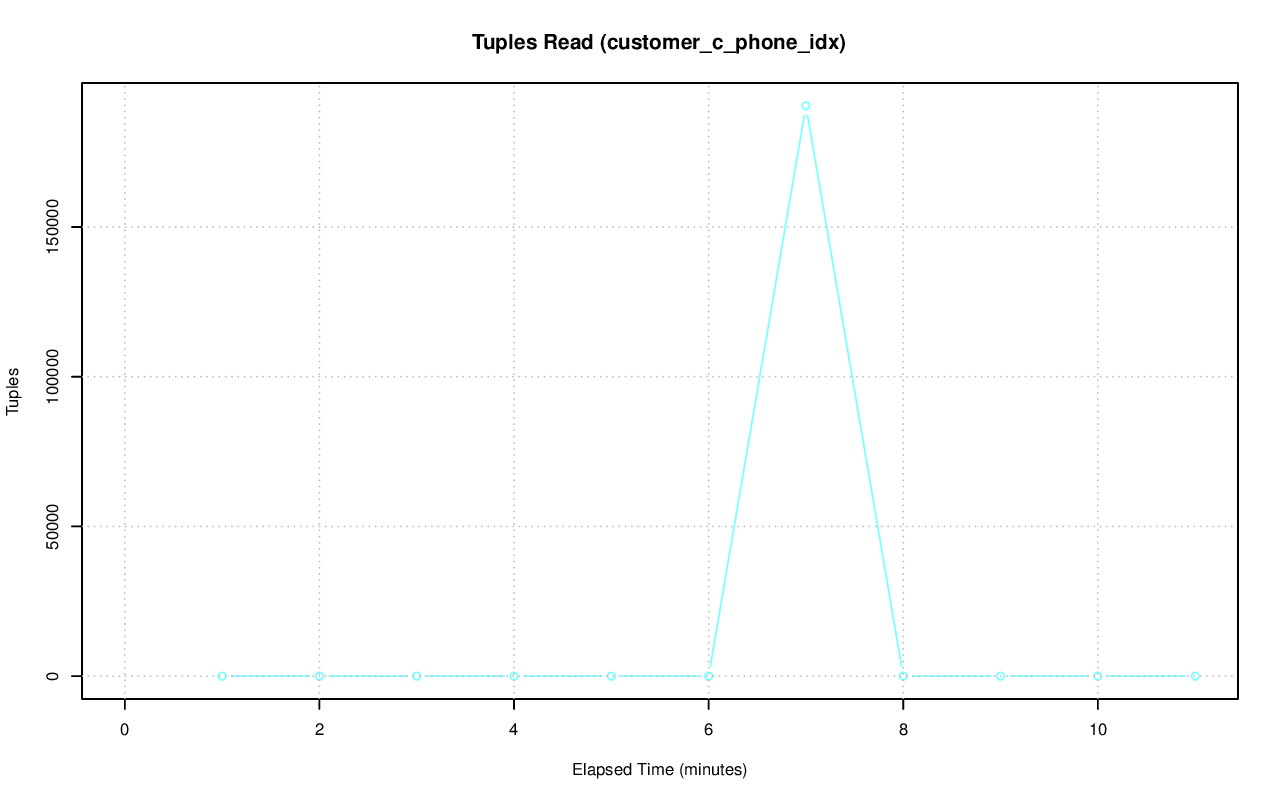 Tuples Read (customer_c_phone_idx)
Tuples
150000
100000
50000
0
0 2 4 6 8 10
Elapsed Time (minutes)